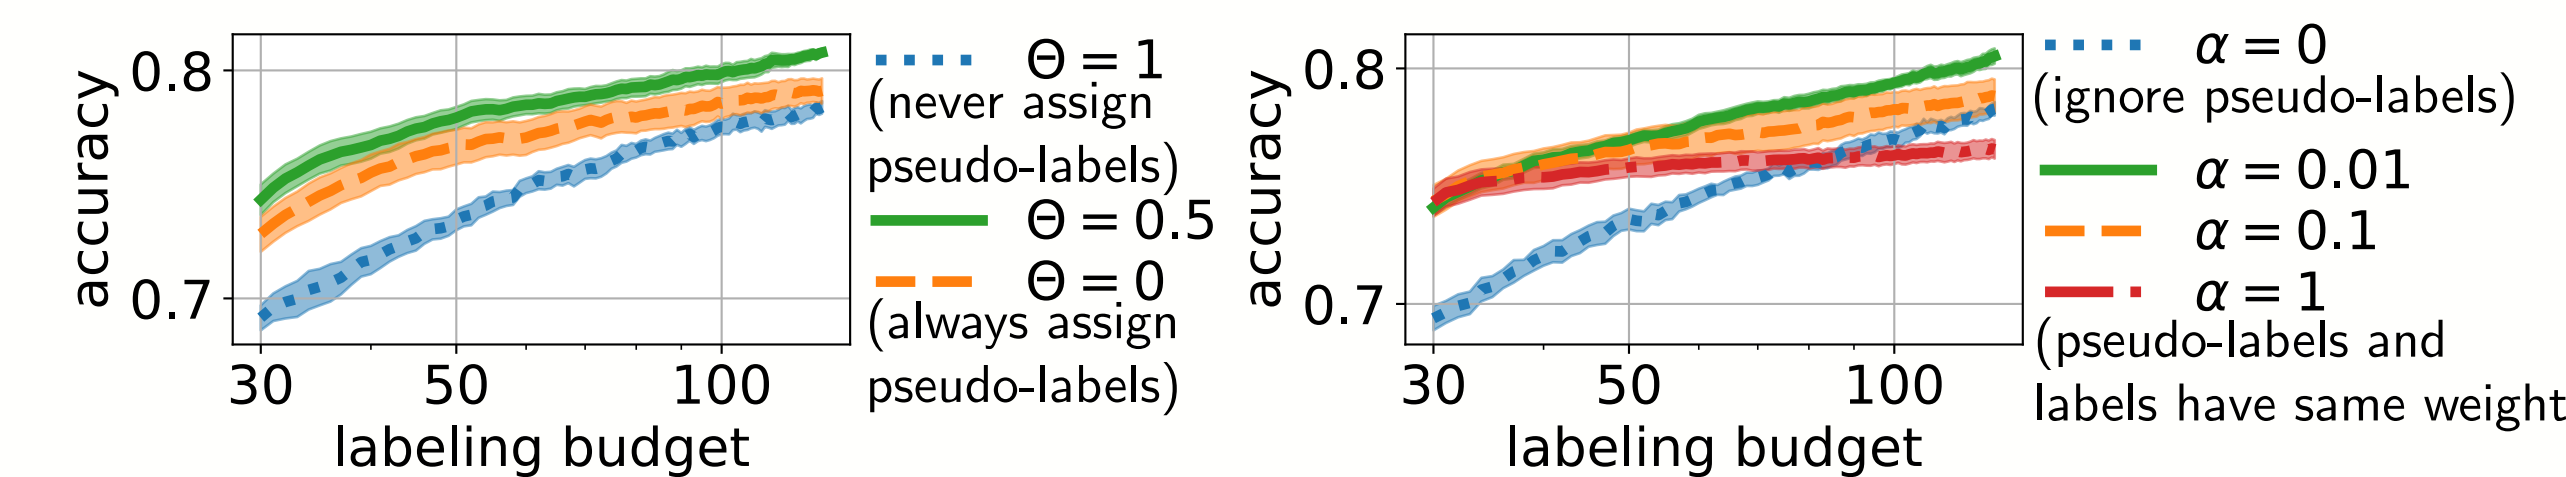 accuracy
0.8
0.7
30 50 100
labeling budget
Θ = 1
(never assign
pseudo-labels)
Θ = 0.5
Θ = 0
(always assign
pseudo-labels)
accuracy
0.8
0.7
30 50 100
labeling budget
α = 0
(ignore pseudo-labels)
α = 0.01
α = 0.1
α = 1
(pseudo-labels and
labels have same weight